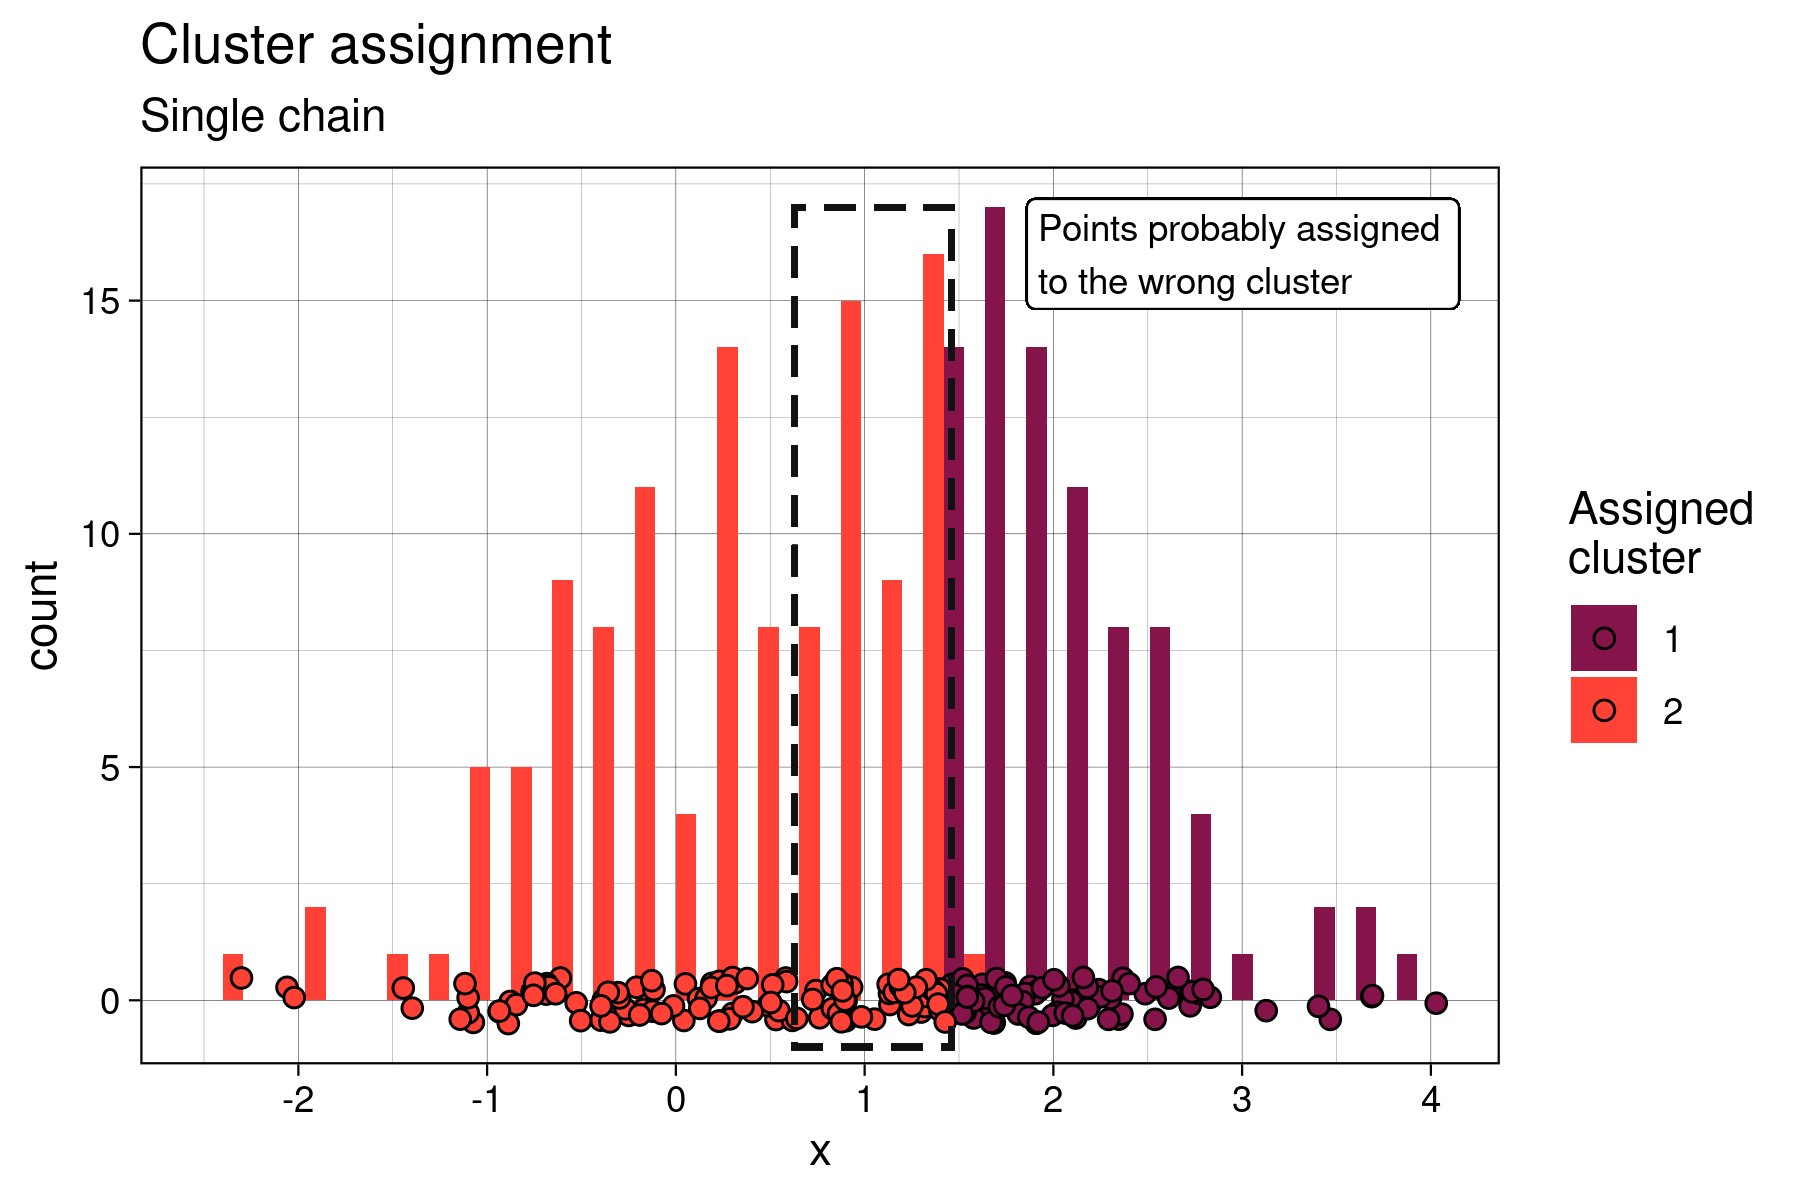 Cluster assignment
Single chain
Points probably assigned
to the wrong cluster
15
10
5
0
count
-2
-1
0
1
2
3
4
x
Assigned
cluster
1
2